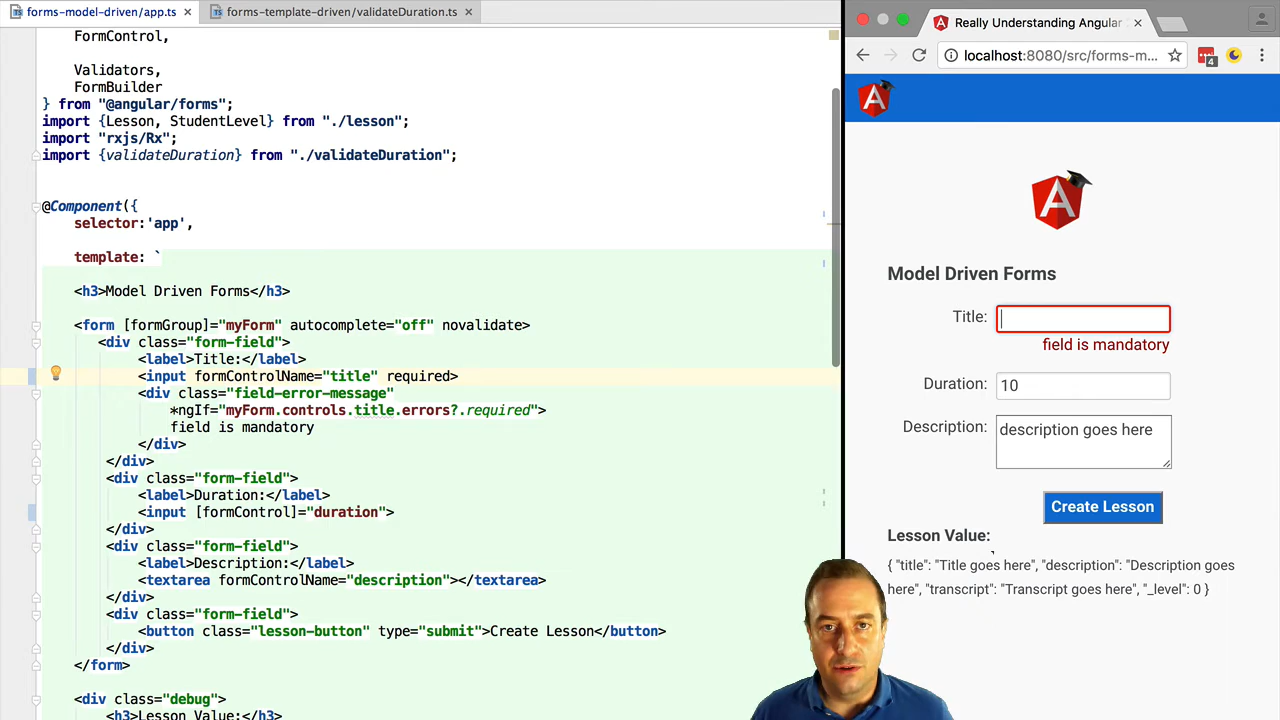 forms-model-driven/app.ts
forms-template-driven/validateDuration.ts
FormControl,
Validators,
FormBuilder
} from "@angular/forms";
import {Lesson, StudentLevel} from "./lesson";
import "rxjs/Rx";
import {validateDuration} from "./validateDuration";
@Component({
selector:'app',
template: `
<h3>Model Driven Forms</h3>
<form [formGroup]="myForm" autocomplete="off" novalidate>
<div class="form-field">
<label>Title:</label>
<input formControlName="title" required>
<div class="field-error-message"
*ngIf="myForm.controls.title.errors?.required">
field is mandatory
</div>
</div>
<div class="form-field">
<label>Duration:</label>
<input [formControl]="duration">
</div>
<div class="form-field">
<label>Description:</label>
<textarea formControlName="description"></textarea>
</div>
<div class="form-field">
<button class="lesson-button" type="submit">Create Lesson</button>
</div>
</form>
<div class="debug">
<h3>Lesson Value:</h3>
Really Understanding Angular
localhost:8080/src/forms-m...
4
Model Driven Forms
Title:
field is mandatory
Duration:
10
Description:
description goes here
Create Lesson
Lesson Value:
{ "title": "Title goes here", "description": "Description goes
here", "transcript": "Transcript goes here", "_level": 0 }